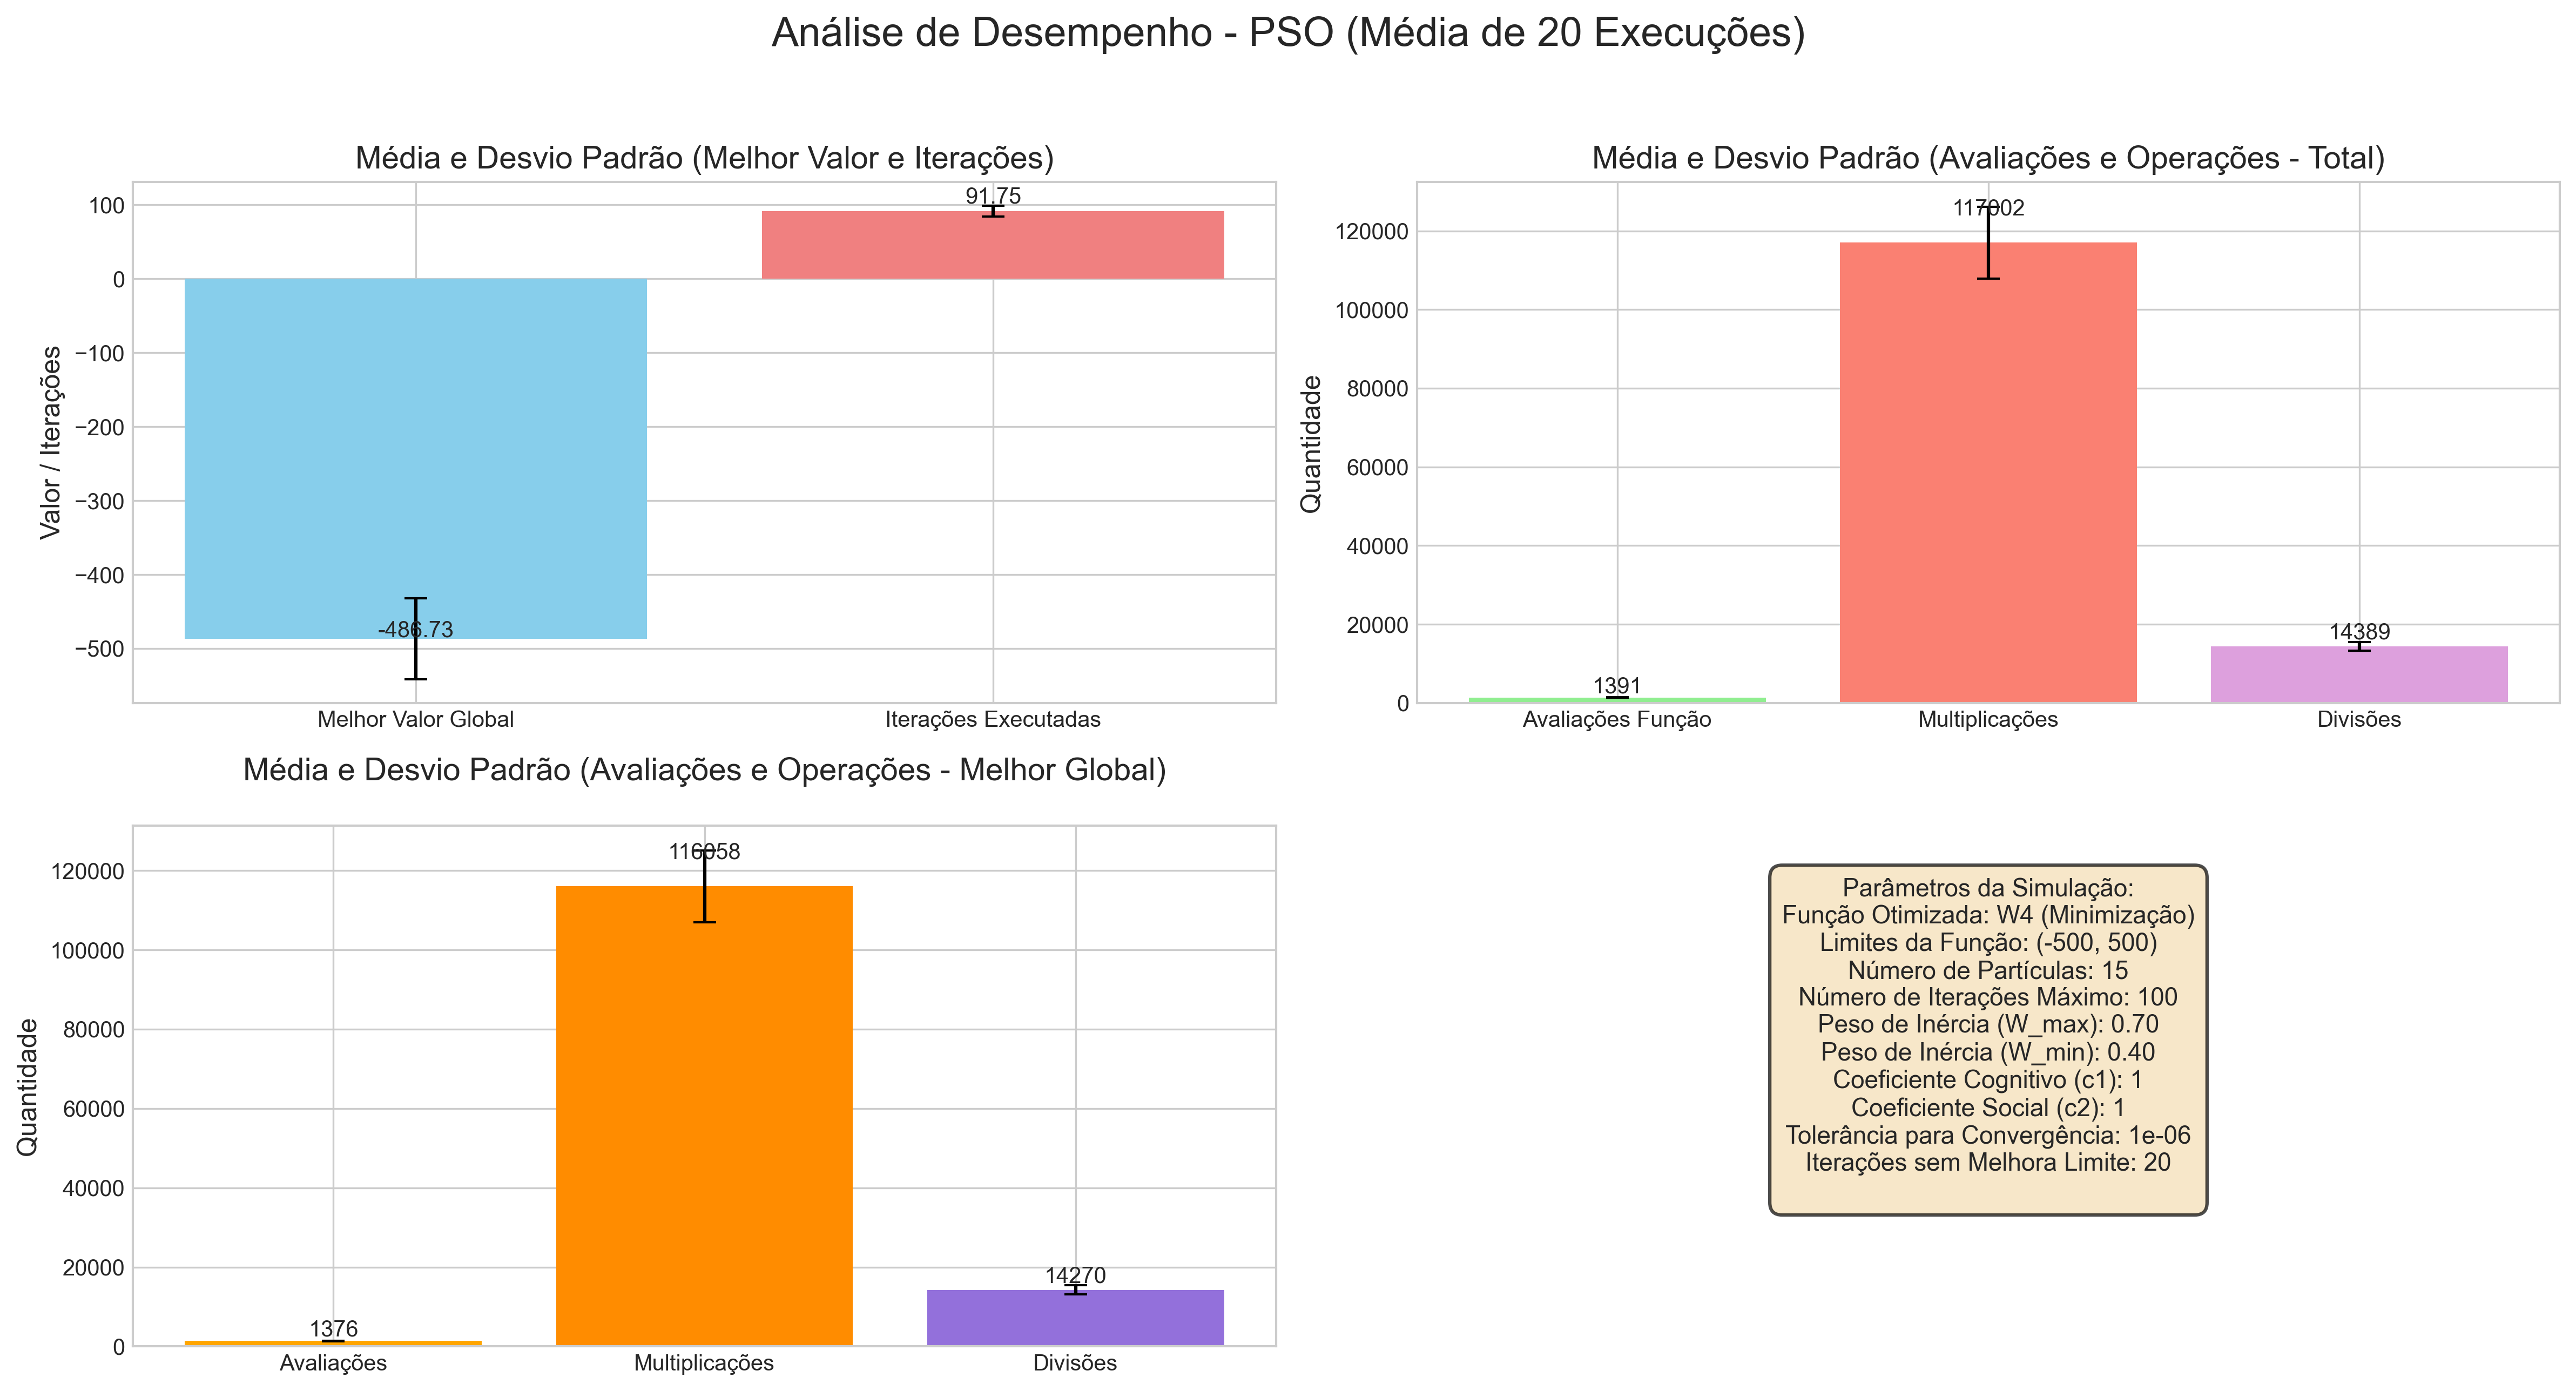 Análise de Desempenho - PSO (Média de 20 Execuções)
Média e Desvio Padrão (Melhor Valor e Iterações)
Valor / Iterações
100
0
−100
−200
−300
−400
−500
-486.73
91.75
Melhor Valor Global
Iterações Executadas
Média e Desvio Padrão (Avaliações e Operações - Total)
Quantidade
120000
100000
80000
60000
40000
20000
0
1391
117002
14389
Avaliações Função
Multiplicações
Divisões
Média e Desvio Padrão (Avaliações e Operações - Melhor Global)
Quantidade
120000
100000
80000
60000
40000
20000
0
1376
116058
14270
Avaliações
Multiplicações
Divisões
Parâmetros da Simulação:
Função Otimizada: W4 (Minimização)
Limites da Função: (-500, 500)
Número de Partículas: 15
Número de Iterações Máximo: 100
Peso de Inércia (W_max): 0.70
Peso de Inércia (W_min): 0.40
Coeficiente Cognitivo (c1): 1
Coeficiente Social (c2): 1
Tolerância para Convergência: 1e-06
Iterações sem Melhora Limite: 20